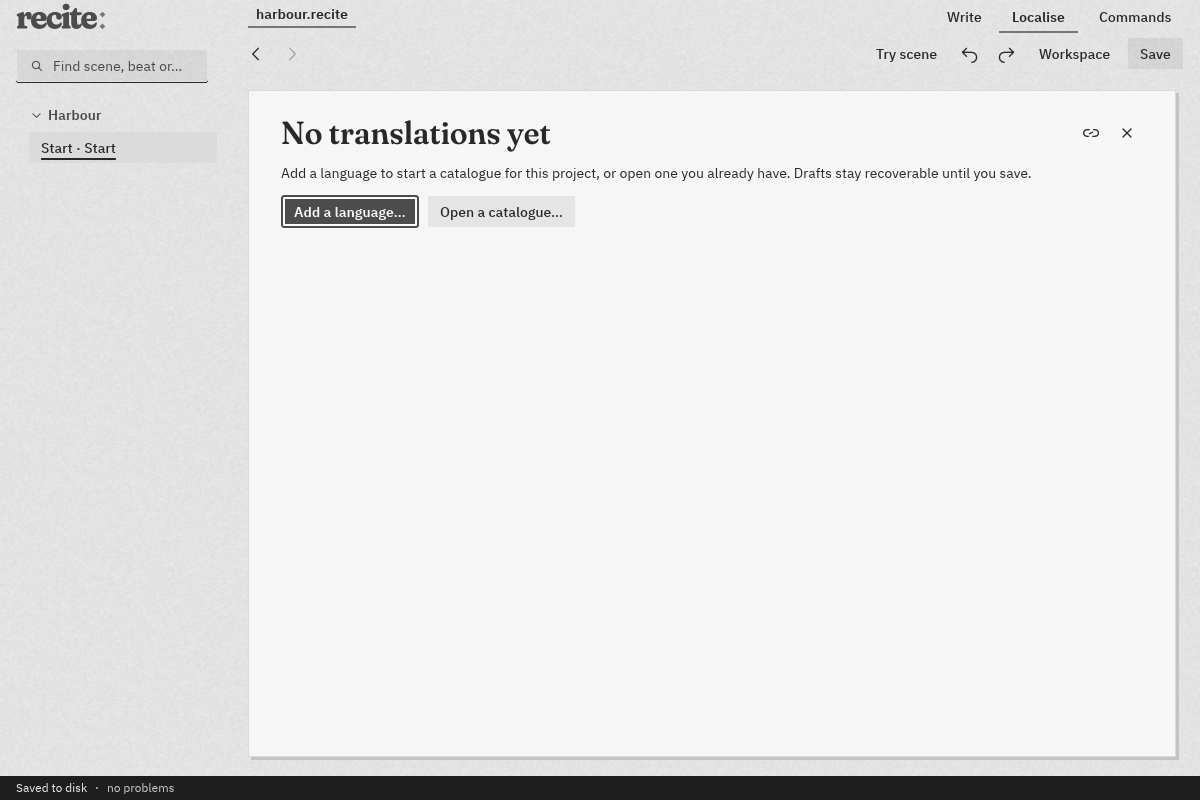 recite:
harbour.recite
Write
Localise
Commands
Find scene, beat or...
Try scene
Workspace
Save
Harbour
Start · Start
No translations yet
Add a language to start a catalogue for this project, or open one you already have. Drafts stay recoverable until you save.
Add a language...
Open a catalogue...
Saved to disk · no problems